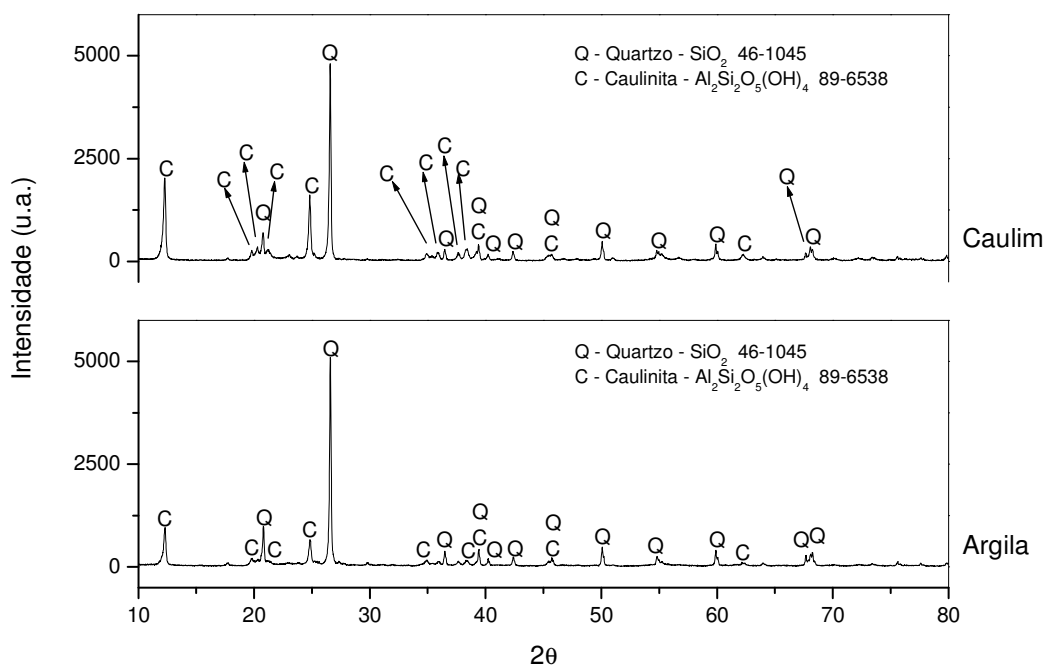 5000
2500
0
Q - Quartzo - SiO₂ 46-1045
C - Caulinita - Al₂Si₂O₅(OH)₄ 89-6538
C
C
C
Q
C
C
Q
C
C
C
C
Q
Q
C
Q
Q
Q
C
Q
Q
Q
C
Q
Q
Caulim
Intensidade (u.a.)
5000
2500
0
Q - Quartzo - SiO₂ 46-1045
C - Caulinita - Al₂Si₂O₅(OH)₄ 89-6538
C
C
Q
C
C
Q
C
Q
C
Q
C
Q
Q
Q
C
Q
Q
Q
C
Q
Q
Argila
10 20 30 40 50 60 70 80
2θ